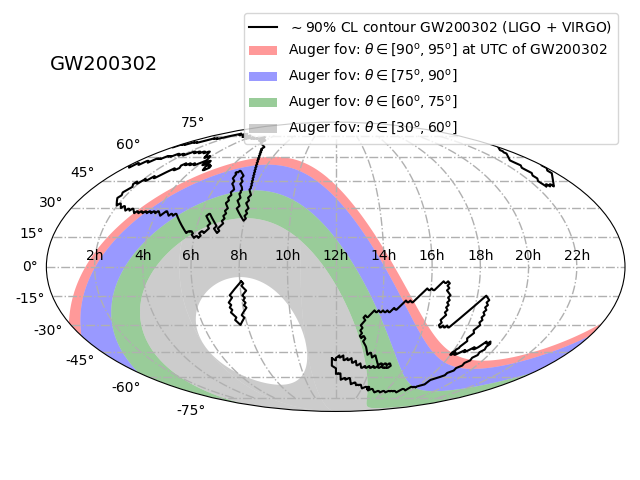 ∼ 90% CL contour GW200302 (LIGO + VIRGO)
Auger fov: θ ∈ [90°, 95°] at UTC of GW200302
GW200302
Auger fov: θ ∈ [75°, 90°]
Auger fov: θ ∈ [60°, 75°]
75°
Auger fov: θ ∈ [30°, 60°]
60°
45°
30°
15°
2h 4h 6h 8h 10h 12h 14h 16h 18h 20h 22h
0°
-15°
-30°
-45°
-60°
-75°